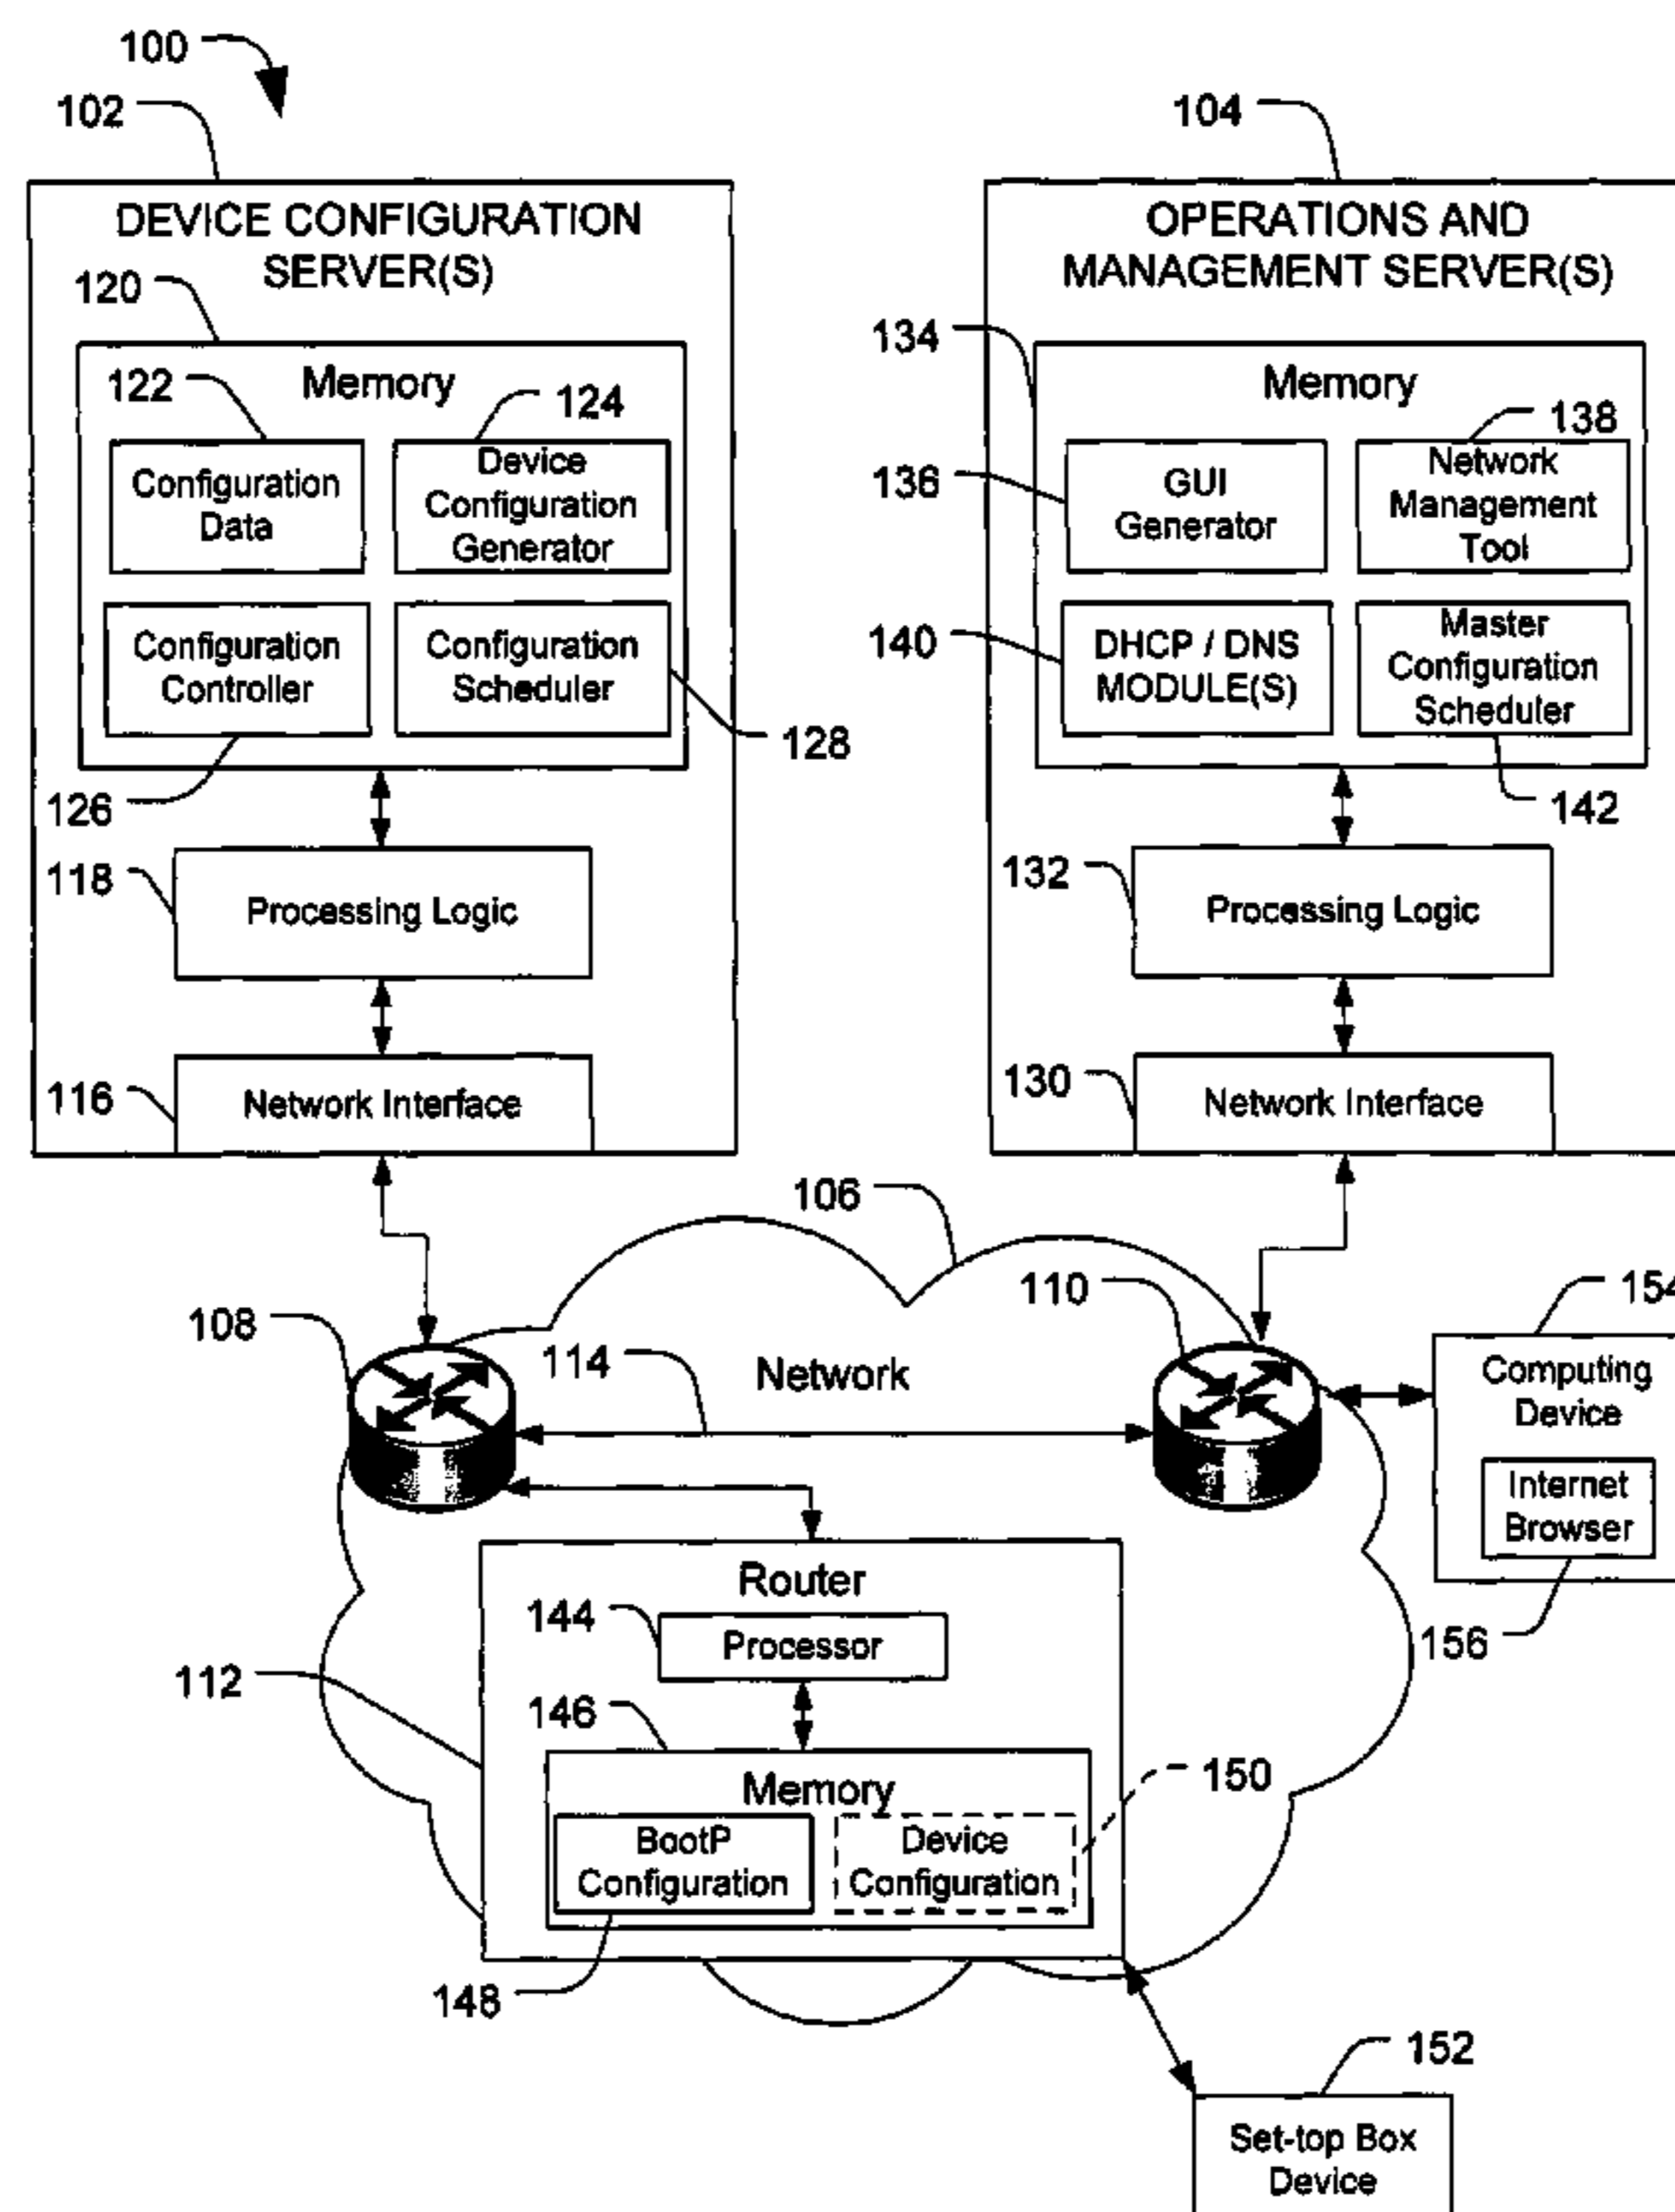 100
102
104
DEVICE CONFIGURATION
SERVER(S)
OPERATIONS AND
MANAGEMENT SERVER(S)
120
134
Memory
122
124
Configuration
Data
Device
Configuration
Generator
Configuration
Controller
Configuration
Scheduler
126
128
Memory
138
136
GUI
Generator
Network
Management
Tool
140
DHCP / DNS
MODULE(S)
Master
Configuration
Scheduler
142
118
Processing Logic
132
Processing Logic
116
Network Interface
130
Network Interface
106
108
110
114
Network
154
Computing
Device
Internet
Browser
156
Router
144
Processor
112
146
Memory
150
BootP
Configuration
Device
Configuration
148
152
Set-top Box
Device